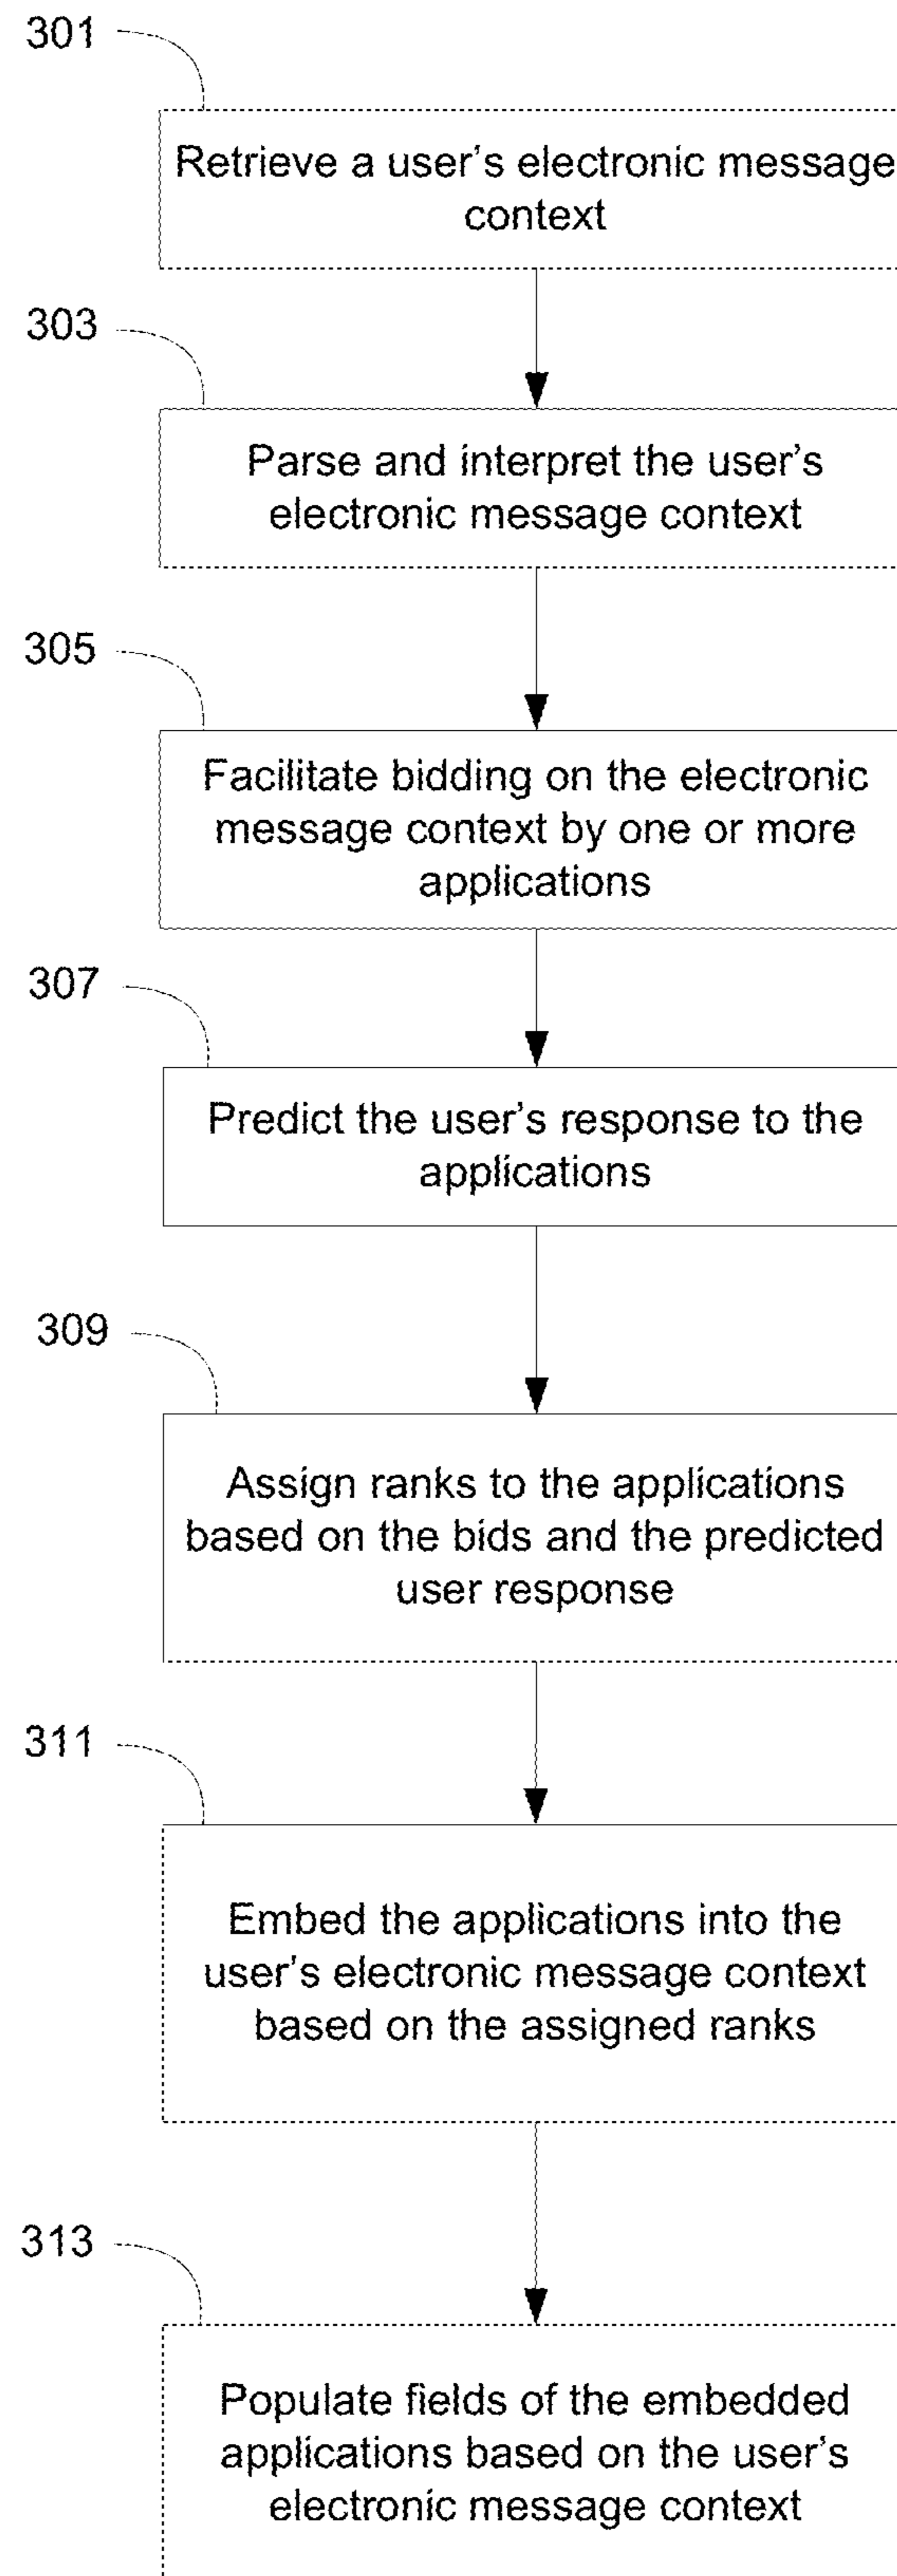 301
Retrieve a user's electronic message
context
303
Parse and interpret the user's
electronic message context
305
Facilitate bidding on the electronic
message context by one or more
applications
307
Predict the user's response to the
applications
309
Assign ranks to the applications
based on the bids and the predicted
user response
311
Embed the applications into the
user's electronic message context
based on the assigned ranks
313
Populate fields of the embedded
applications based on the user's
electronic message context